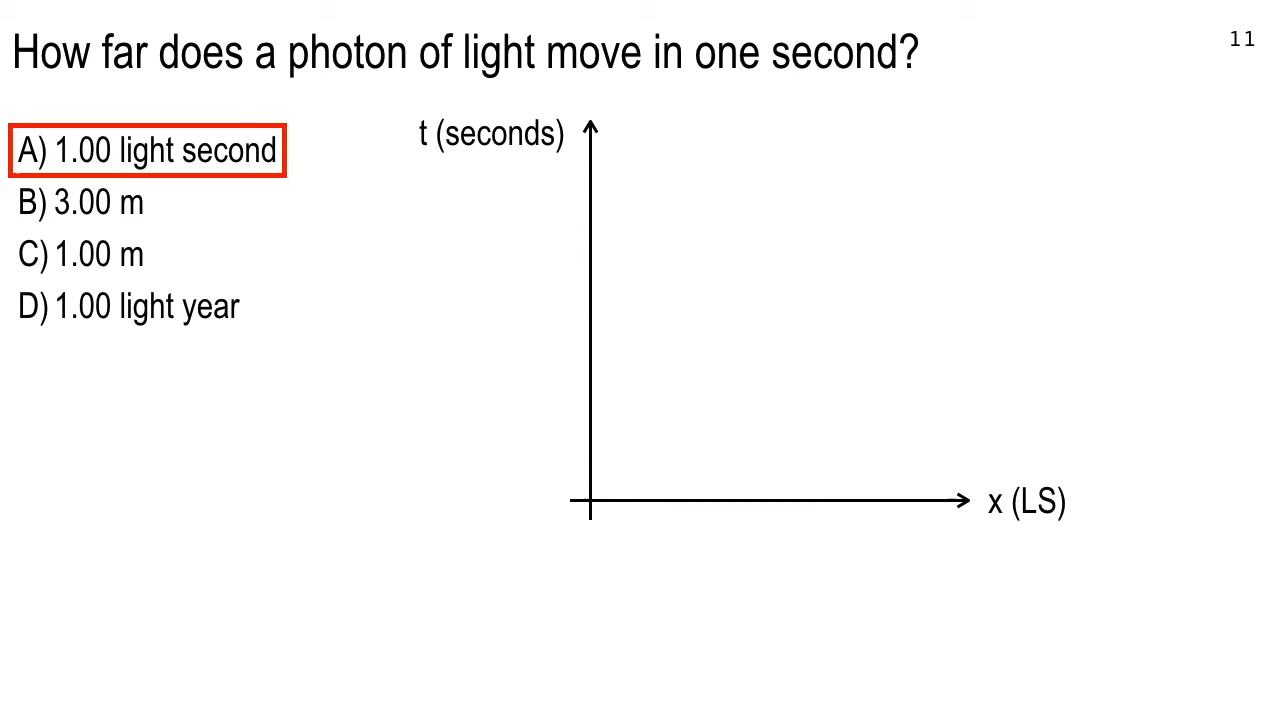 How far does a photon of light move in one second?
11
A) 1.00 light second
B) 3.00 m
C) 1.00 m
D) 1.00 light year
t (seconds)
x (LS)